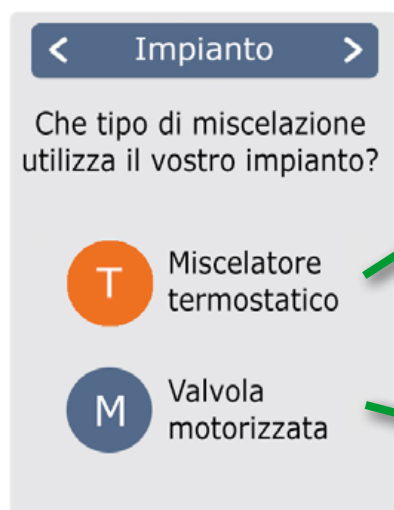 < Impianto >
Che tipo di miscelazione
utilizza il vostro impianto?
T
Miscelatore
termostatico
M
Valvola
motorizzata